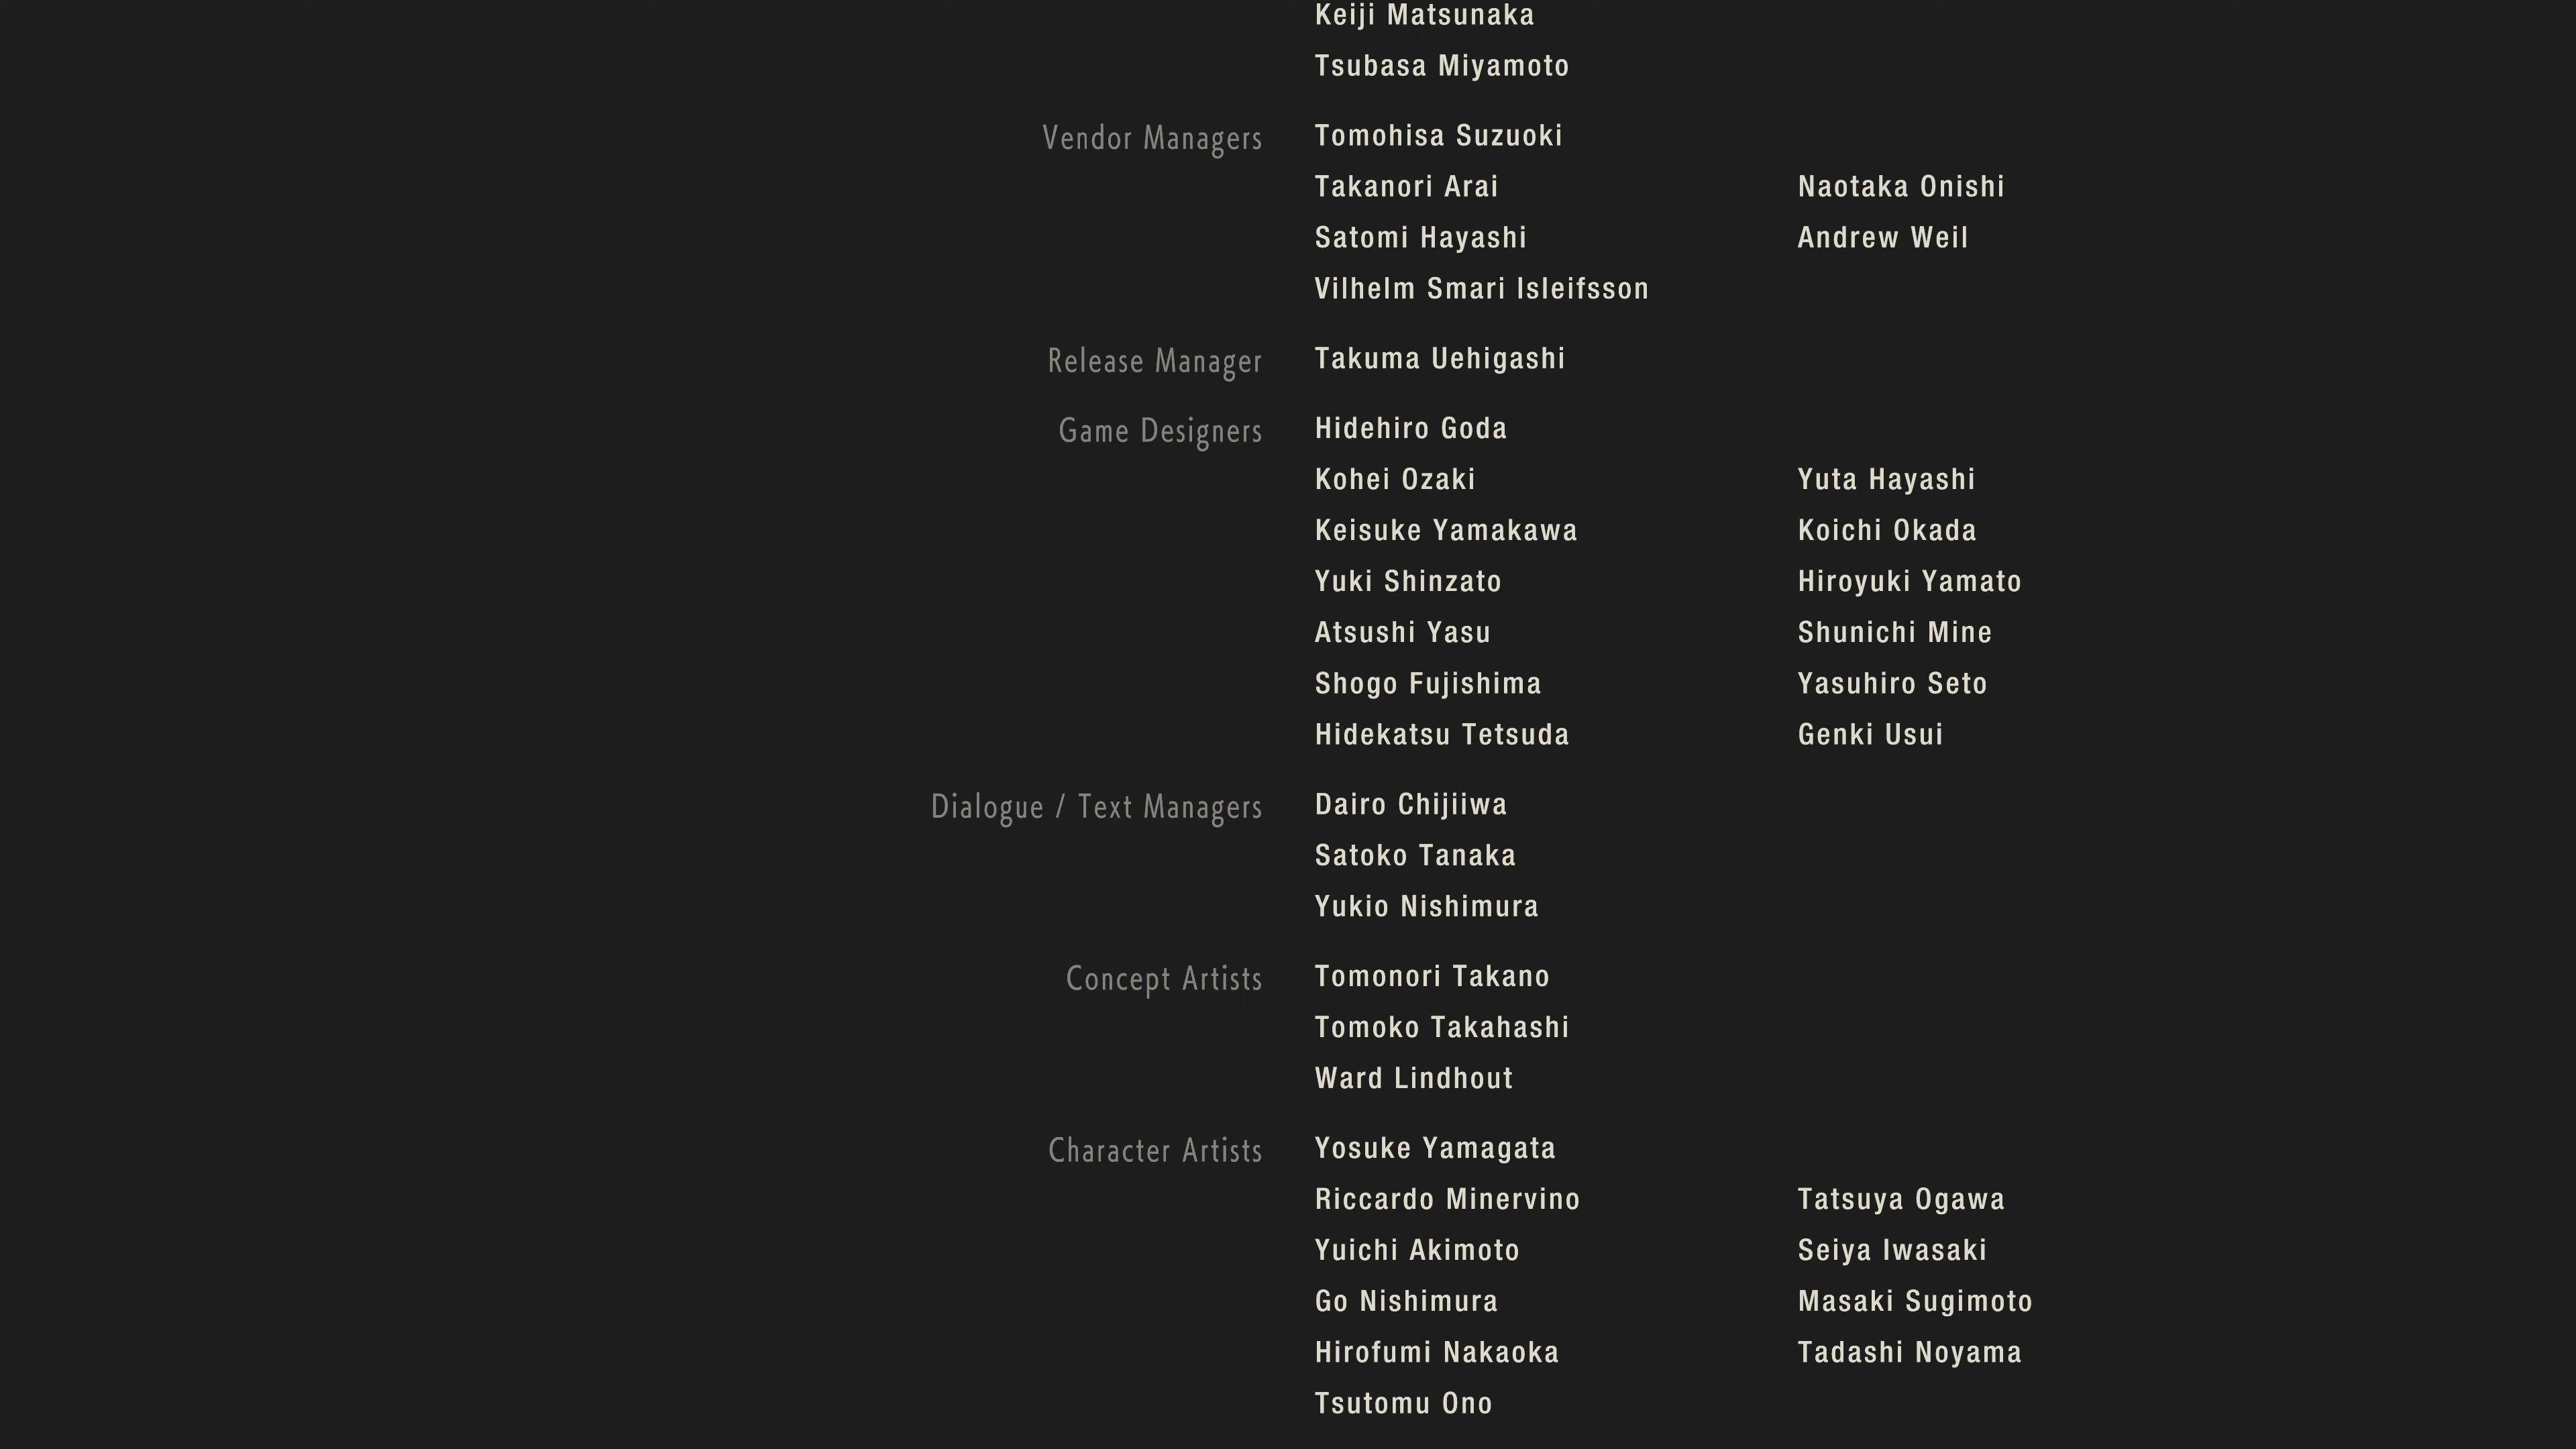 Keiji Matsunaka
Tsubasa Miyamoto
Vendor Managers Tomohisa Suzuoki
Takanori Arai Naotaka Onishi
Satomi Hayashi Andrew Weil
Vilhelm Smari Isleifsson
Release Manager Takuma Uehigashi
Game Designers Hidehiro Goda
Kohei Ozaki Yuta Hayashi
Keisuke Yamakawa Koichi Okada
Yuki Shinzato Hiroyuki Yamato
Atsushi Yasu Shunichi Mine
Shogo Fujishima Yasuhiro Seto
Hidekatsu Tetsuda Genki Usui
Dialogue / Text Managers Dairo Chijiiwa
Satoko Tanaka
Yukio Nishimura
Concept Artists Tomonori Takano
Tomoko Takahashi
Ward Lindhout
Character Artists Yosuke Yamagata
Riccardo Minervino Tatsuya Ogawa
Yuichi Akimoto Seiya Iwasaki
Go Nishimura Masaki Sugimoto
Hirofumi Nakaoka Tadashi Noyama
Tsutomu Ono